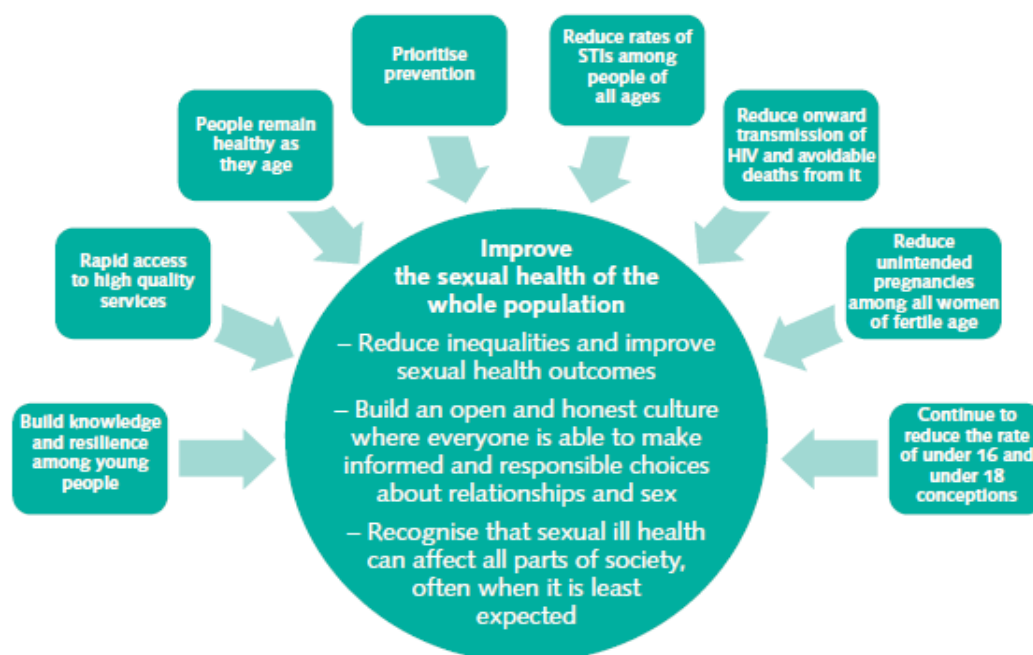 Build knowledge
and resilience
among young
people
Rapid access
to high quality
services
People remain
healthy as
they age
Prioritise
prevention
Reduce rates of
STIs among
people of
all ages
Reduce onward
transmission of
HIV and avoidable
deaths from it
Reduce
unintended
pregnancies
among all women
of fertile age
Continue to
reduce the rate
of under 16 and
under 18
conceptions
Improve
the sexual health of the
whole population
– Reduce inequalities and improve
sexual health outcomes
– Build an open and honest culture
where everyone is able to make
informed and responsible choices
about relationships and sex
– Recognise that sexual ill health
can affect all parts of society,
often when it is least
expected